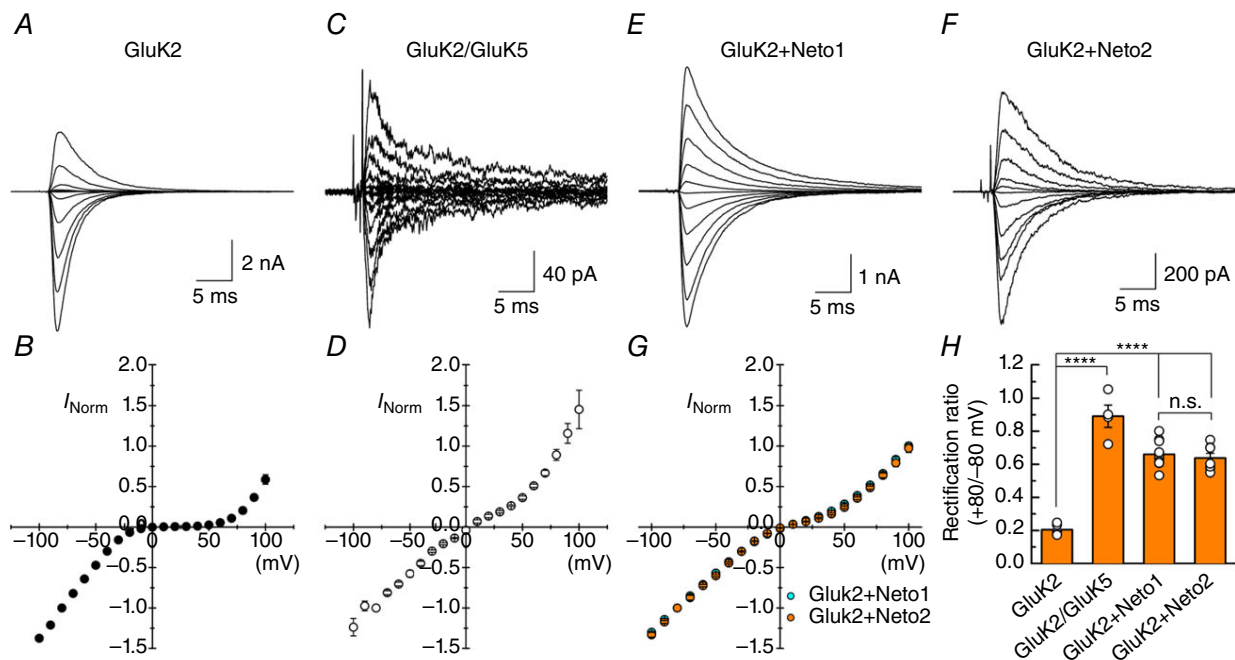 A
GluK2
2 nA
5 ms
C
GluK2/GluK5
40 pA
5 ms
E
GluK2+Neto1
1 nA
5 ms
F
GluK2+Neto2
200 pA
5 ms
B
I Norm
2.0
1.5
1.0
0.5
0.0
−0.5
−1.0
−1.5
−100
−50
0
50
100
(mV)
D
I Norm
2.0
1.5
1.0
0.5
0.0
−0.5
−1.0
−1.5
−100
−50
0
50
100
(mV)
G
I Norm
2.0
1.5
1.0
0.5
0.0
−0.5
−1.0
−1.5
−100
−50
0
50
100
(mV)
Gluk2+Neto1
Gluk2+Neto2
H
Rectification ratio
(+80/−80 mV)
1.2
1.0
0.8
0.6
0.4
0.2
0.0
****
****
n.s.
GluK2
GluK2/GluK5
GluK2+Neto1
GluK2+Neto2